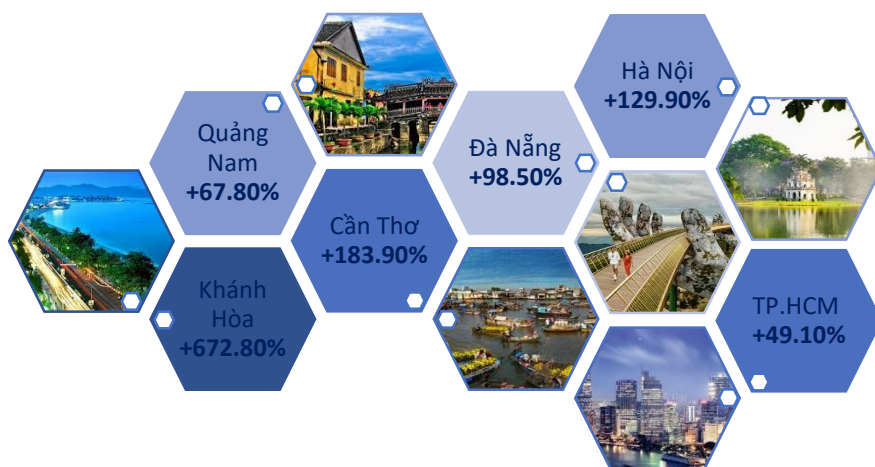 Hà Nội
+129.90%
Quảng
Nam
+67.80%
Đà Nẵng
+98.50%
Cần Thơ
+183.90%
Khánh
Hòa
+672.80%
TP.HCM
+49.10%